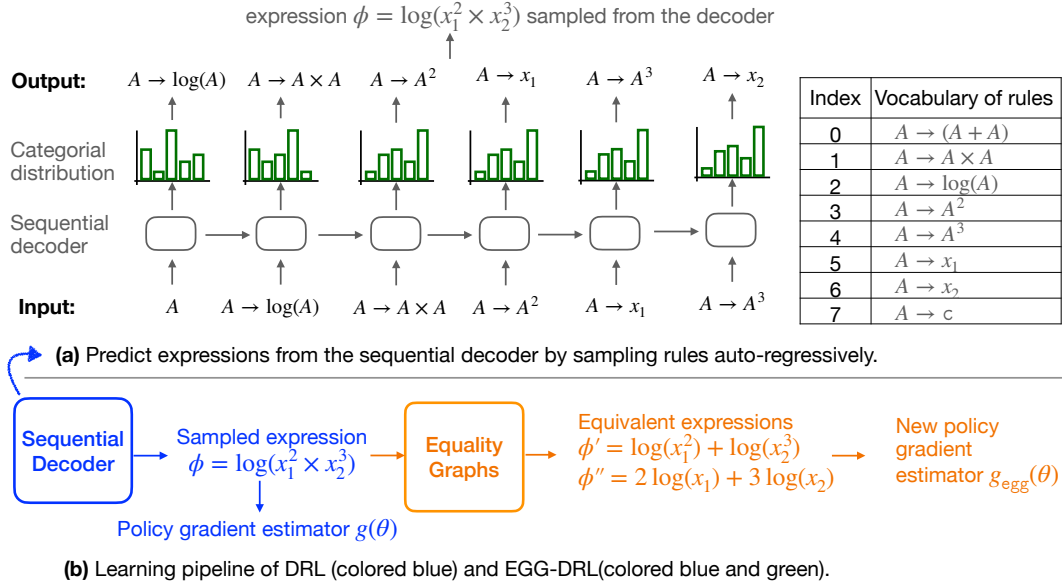 expression ϕ = log(x₁² × x₂³) sampled from the decoder
Output: A → log(A) A → A × A A → A² A → x₁ A → A³ A → x₂
Categorial
distribution
Sequential
decoder
Input: A A → log(A) A → A × A A → A² A → x₁ A → A³
Index Vocabulary of rules
0 A → (A + A)
1 A → A × A
2 A → log(A)
3 A → A²
4 A → A³
5 A → x₁
6 A → x₂
7 A → c
(a) Predict expressions from the sequential decoder by sampling rules auto-regressively.
Sequential
Decoder
Sampled expression
ϕ = log(x₁² × x₂³)
Policy gradient estimator g(θ)
Equality
Graphs
Equivalent expressions
ϕ′ = log(x₁²) + log(x₂³)
ϕ′′ = 2 log(x₁) + 3 log(x₂)
New policy
gradient
estimator g_egg(θ)
(b) Learning pipeline of DRL (colored blue) and EGG-DRL(colored blue and green).